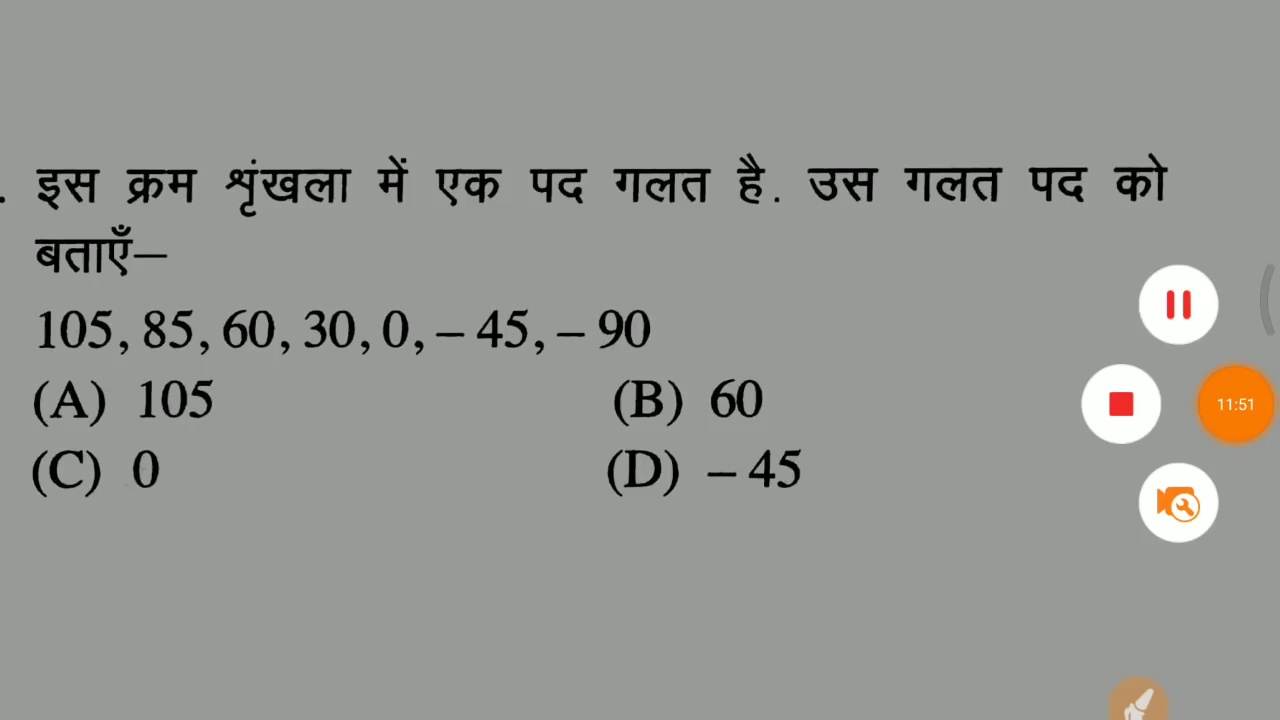 . इस क्रम शृंखला में एक पद गलत है. उस गलत पद को
बताएँ–
105, 85, 60, 30, 0, – 45, – 90
(A) 105 (B) 60
(C) 0 (D) – 45
11:51